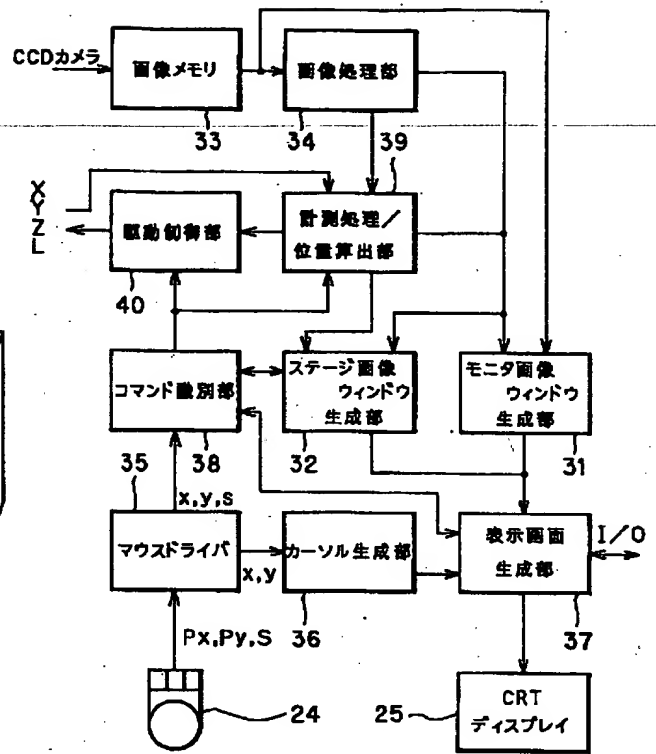 CCDカメラ
画像メモリ
33
画像処理部
34
39
X
Y
Z
L
駆動制御部
40
計測処理/
位置算出部
コマンド識別部
38
ステージ画像
ウィンドウ
生成部
32
モニタ画像
ウィンドウ
生成部
31
35
x,y,s
マウスドライバ
x,y
カーソル生成部
36
表示画面
生成部
37
I/O
Px,Py,S
24
25
CRT
ディスプレイ